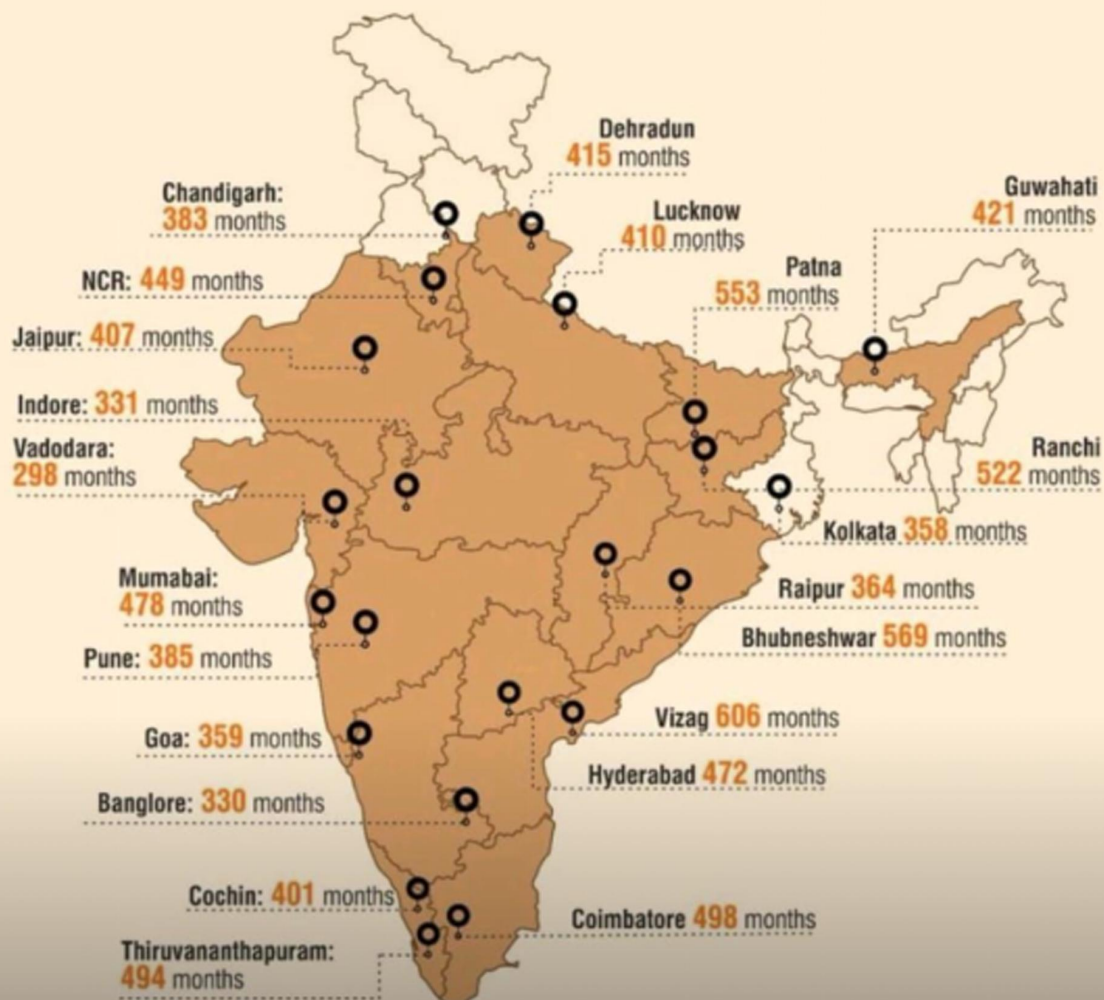 Dehradun
415 months
Chandigarh:
383 months
Guwahati
421 months
Lucknow
410 months
NCR: 449 months
Patna
553 months
Jaipur: 407 months
Indore: 331 months
Vadodara:
298 months
Ranchi
522 months
Kolkata 358 months
Mumabai:
478 months
Raipur 364 months
Bhubneshwar 569 months
Pune: 385 months
Vizag 606 months
Goa: 359 months
Hyderabad 472 months
Banglore: 330 months
Cochin: 401 months
Coimbatore 498 months
Thiruvananthapuram:
494 months